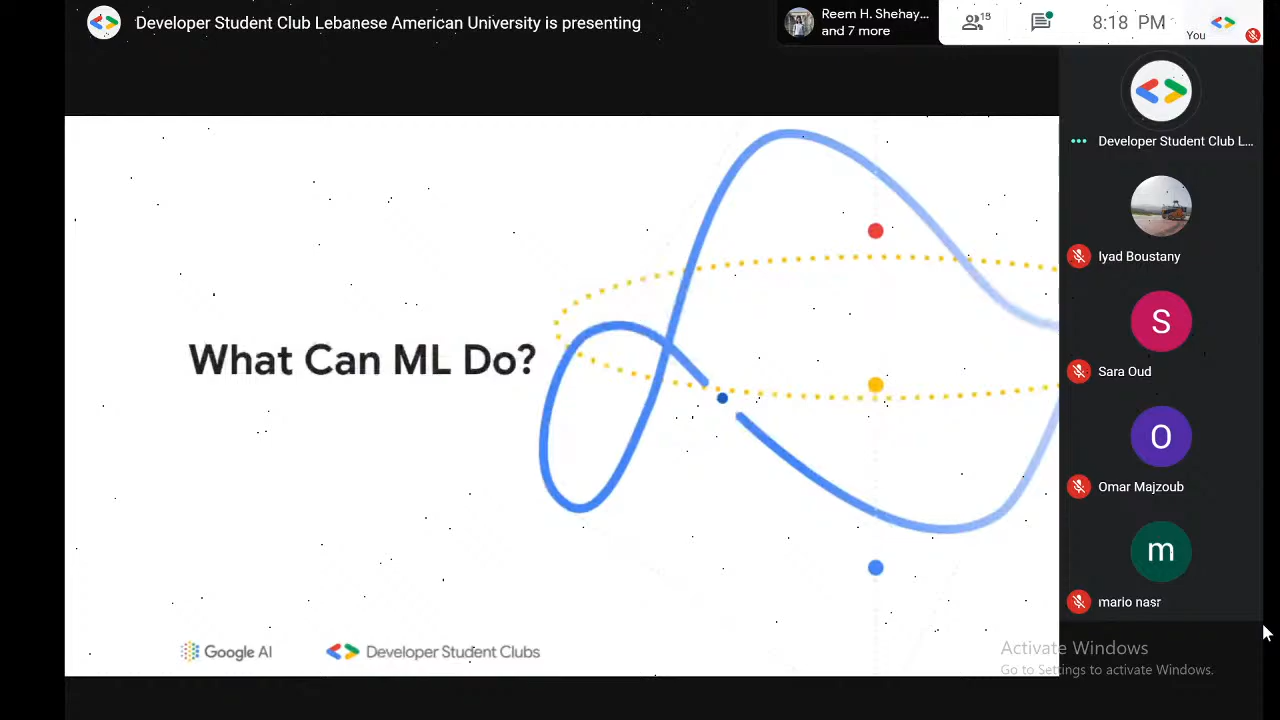 Developer Student Club Lebanese American University is presenting
Reem H. Shehay...
and 7 more
15
8:18 PM
You
Developer Student Club L...
Iyad Boustany
S
Sara Oud
O
Omar Majzoub
m
mario nasr
What Can ML Do?
Google AI
Developer Student Clubs
Activate Windows
Go to Settings to activate Windows.